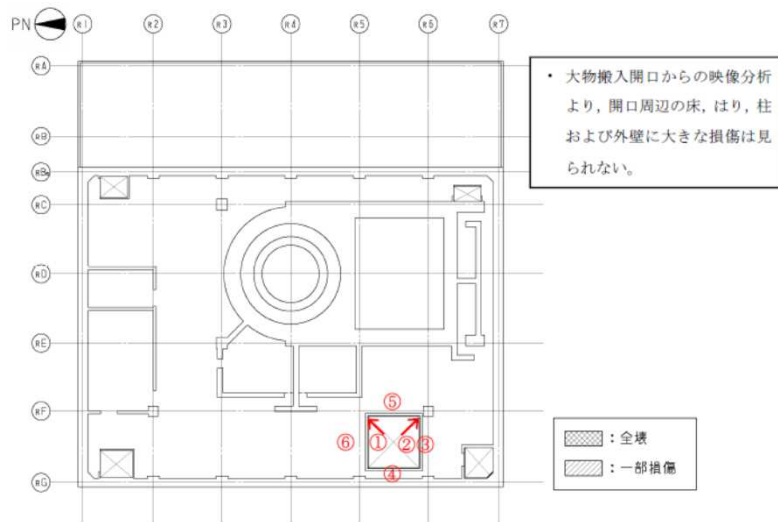 PN
R1 R2 R3 R4 R5 R6 R7
RA
RB
RB
RC
RD
RE
RF
RG
・ 大物搬入開口からの映像分析
より, 開口周辺の床, はり, 柱
および外壁に大きな損傷は見
られない。
⑤
⑥ ① ② ③
④
:全壊
:一部損傷